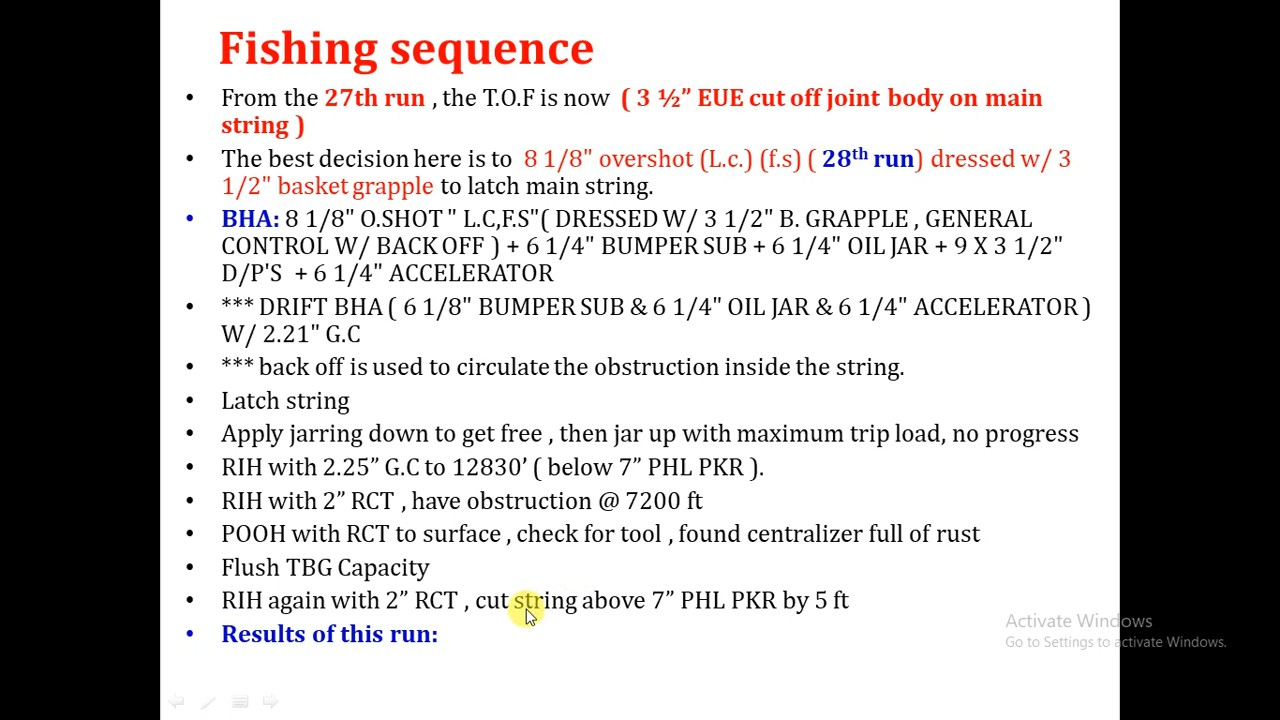 Fishing sequence
• From the 27th run , the T.O.F is now ( 3 ½” EUE cut off joint body on main
string )
• The best decision here is to 8 1/8" overshot (L.c.) (f.s) ( 28th run) dressed w/ 3
1/2" basket grapple to latch main string.
• BHA: 8 1/8" O.SHOT " L.C,F.S"( DRESSED W/ 3 1/2" B. GRAPPLE , GENERAL
CONTROL W/ BACK OFF ) + 6 1/4" BUMPER SUB + 6 1/4" OIL JAR + 9 X 3 1/2"
D/P'S + 6 1/4" ACCELERATOR
• *** DRIFT BHA ( 6 1/8" BUMPER SUB & 6 1/4" OIL JAR & 6 1/4" ACCELERATOR )
W/ 2.21" G.C
• *** back off is used to circulate the obstruction inside the string.
• Latch string
• Apply jarring down to get free , then jar up with maximum trip load, no progress
• RIH with 2.25” G.C to 12830’ ( below 7” PHL PKR ).
• RIH with 2” RCT , have obstruction @ 7200 ft
• POOH with RCT to surface , check for tool , found centralizer full of rust
• Flush TBG Capacity
• RIH again with 2” RCT , cut string above 7” PHL PKR by 5 ft
• Results of this run:
Activate Windows
Go to Settings to activate Windows.